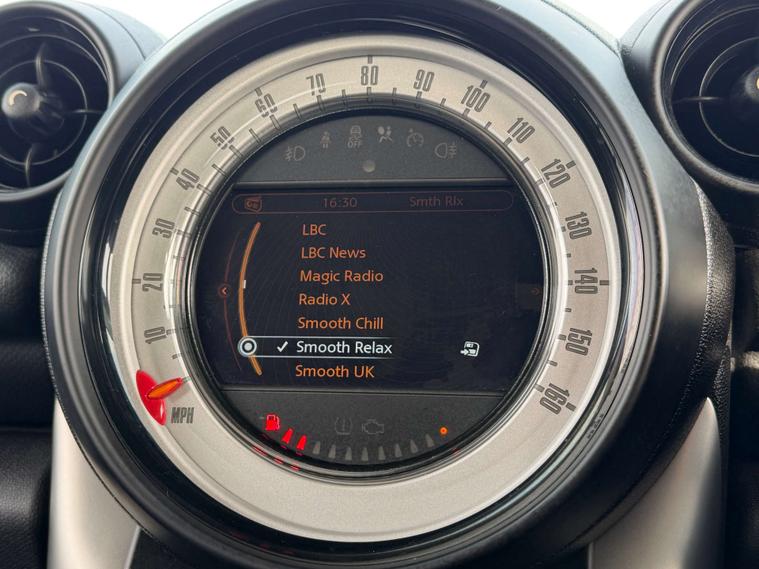 10
20
30
40
50
60
70
80
90
100
110
120
130
140
150
160
MPH
OFF
16:30 Smth Rlx
LBC
LBC News
Magic Radio
Radio X
Smooth Chill
Smooth Relax
Smooth UK